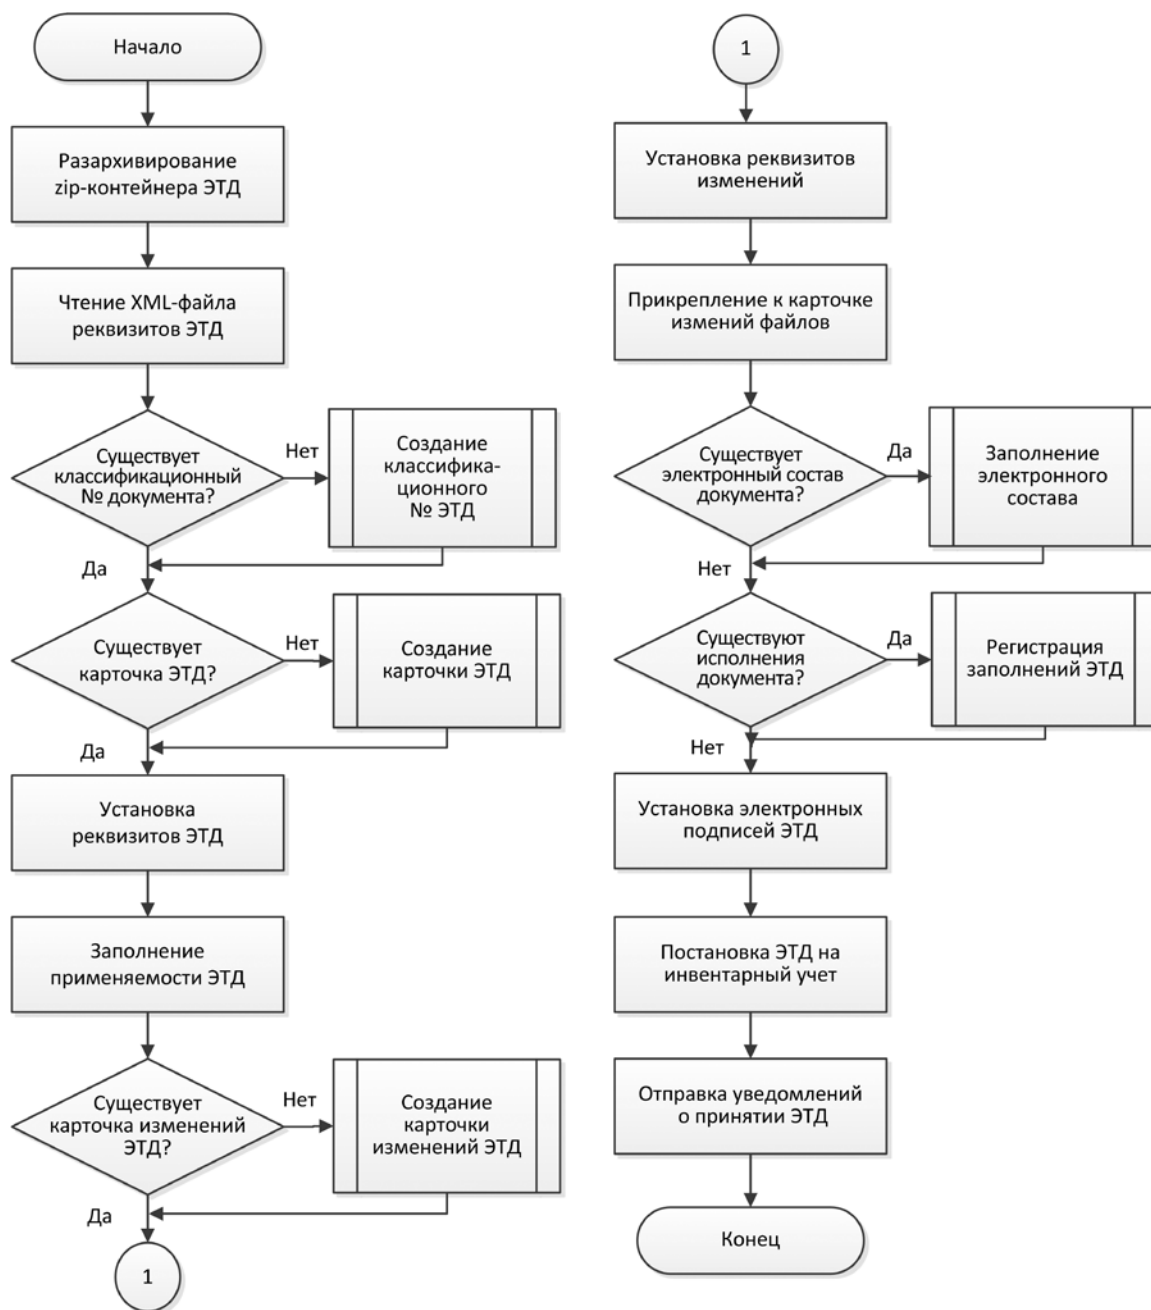 Начало
Разархивирование
zip-контейнера ЭТД
Чтение XML-файла
реквизитов ЭТД
Существует
классификационный
№ документа?
Нет
Создание
классифика-
ционного
№ ЭТД
Да
Существует
карточка ЭТД?
Нет
Создание
карточки ЭТД
Да
Установка
реквизитов ЭТД
Заполнение
применяемости ЭТД
Существует
карточка изменений
ЭТД?
Нет
Создание
карточки
изменений ЭТД
Да
1
1
Установка реквизитов
изменений
Прикрепление к карточке
измений файлов
Существует
электронный состав
документа?
Да
Заполнение
электронного
состава
Нет
Существуют
исполнения
документа?
Да
Регистрация
заполнений ЭТД
Нет
Установка электронных
подписей ЭТД
Постановка ЭТД на
инвентарный учет
Отправка уведомлений
о принятии ЭТД
Конец